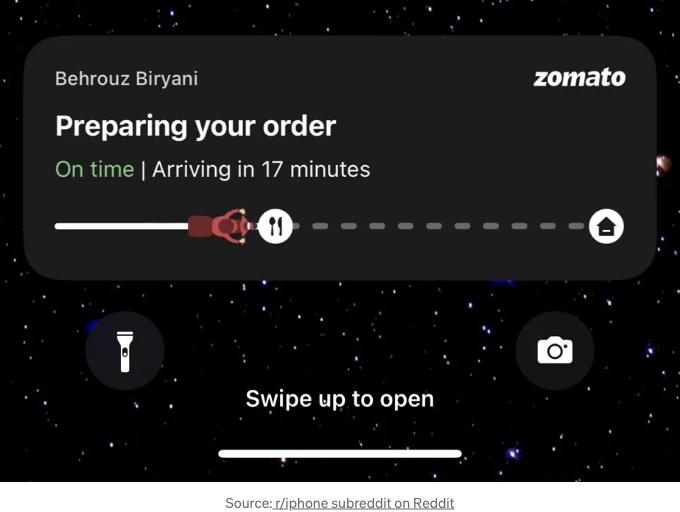 Behrouz Biryani
zomato
Preparing your order
On time | Arriving in 17 minutes
Swipe up to open
Source: r/iphone subreddit on Reddit